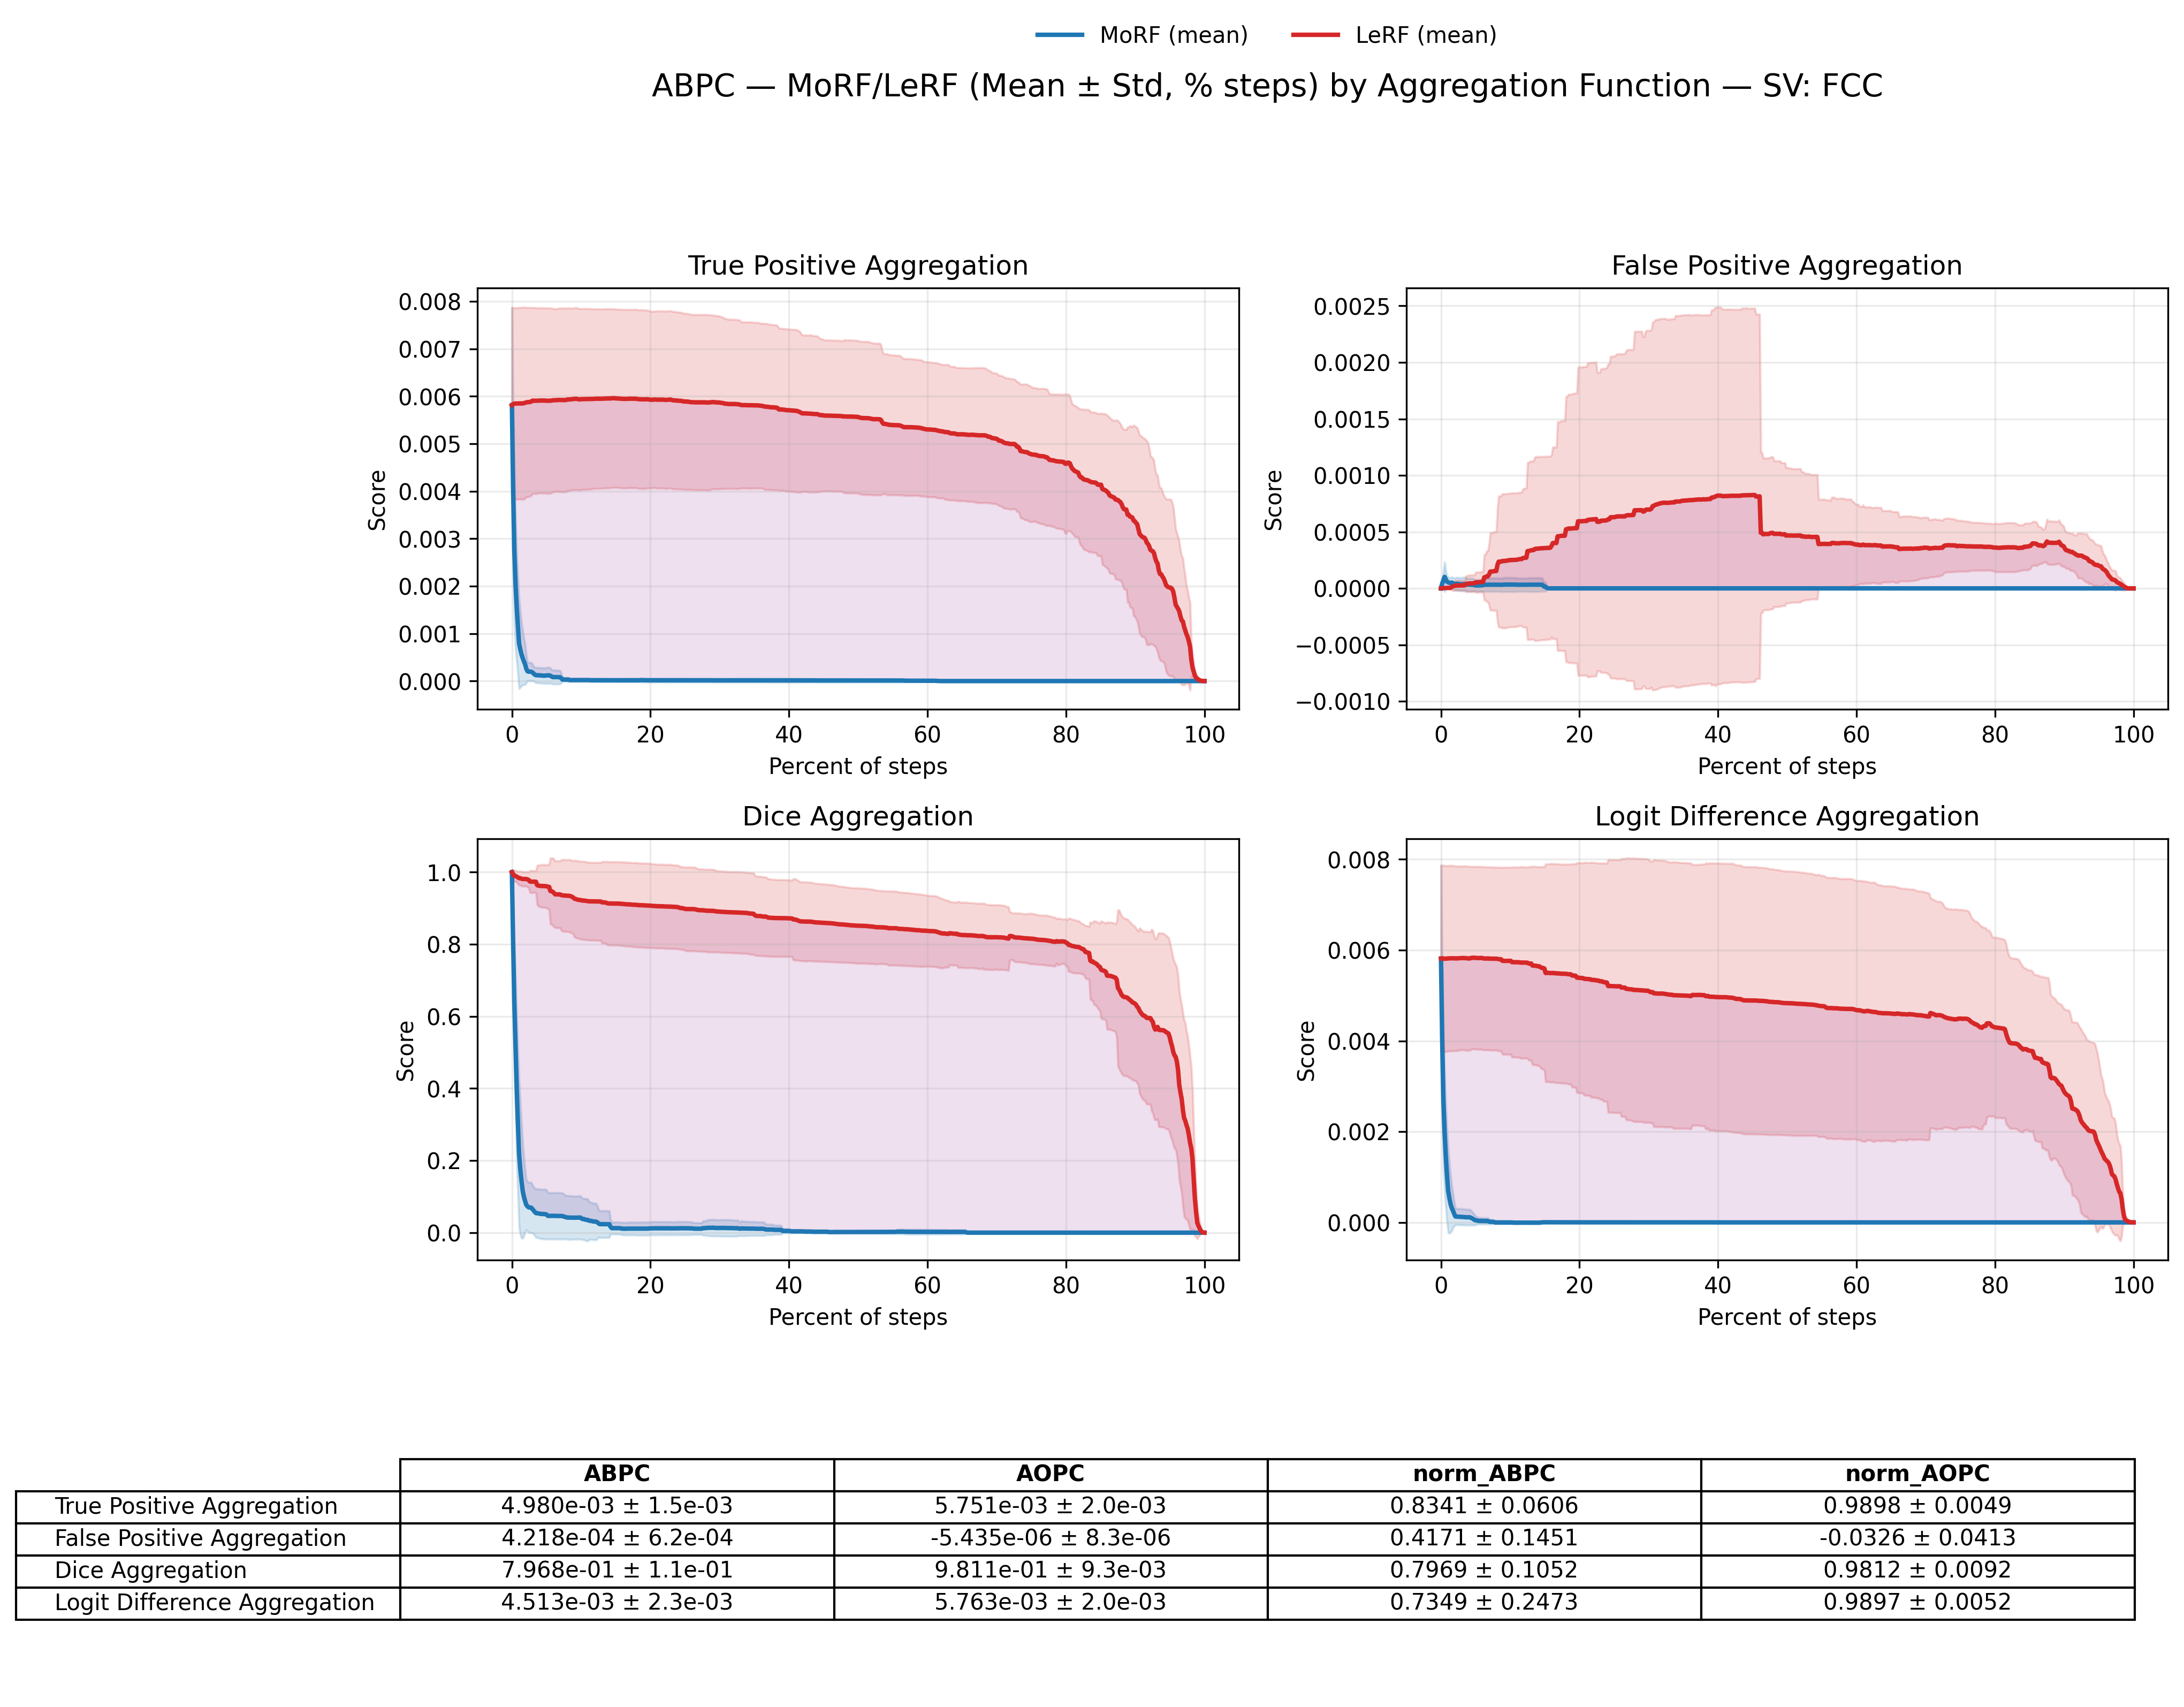 MoRF (mean) LeRF (mean)
ABPC — MoRF/LeRF (Mean ± Std, % steps) by Aggregation Function — SV: FCC
True Positive Aggregation
0.008
0.007
0.006
0.005
0.004
0.003
0.002
0.001
0.000
Score
0 20 40 60 80 100
Percent of steps
False Positive Aggregation
0.0025
0.0020
0.0015
0.0010
0.0005
0.0000
−0.0005
−0.0010
Score
0 20 40 60 80 100
Percent of steps
Dice Aggregation
1.0
0.8
0.6
0.4
0.2
0.0
Score
0 20 40 60 80 100
Percent of steps
Logit Difference Aggregation
0.008
0.006
0.004
0.002
0.000
Score
0 20 40 60 80 100
Percent of steps
ABPC AOPC norm_ABPC norm_AOPC
True Positive Aggregation 4.980e-03 ± 1.5e-03 5.751e-03 ± 2.0e-03 0.8341 ± 0.0606 0.9898 ± 0.0049
False Positive Aggregation 4.218e-04 ± 6.2e-04 -5.435e-06 ± 8.3e-06 0.4171 ± 0.1451 -0.0326 ± 0.0413
Dice Aggregation 7.968e-01 ± 1.1e-01 9.811e-01 ± 9.3e-03 0.7969 ± 0.1052 0.9812 ± 0.0092
Logit Difference Aggregation 4.513e-03 ± 2.3e-03 5.763e-03 ± 2.0e-03 0.7349 ± 0.2473 0.9897 ± 0.0052